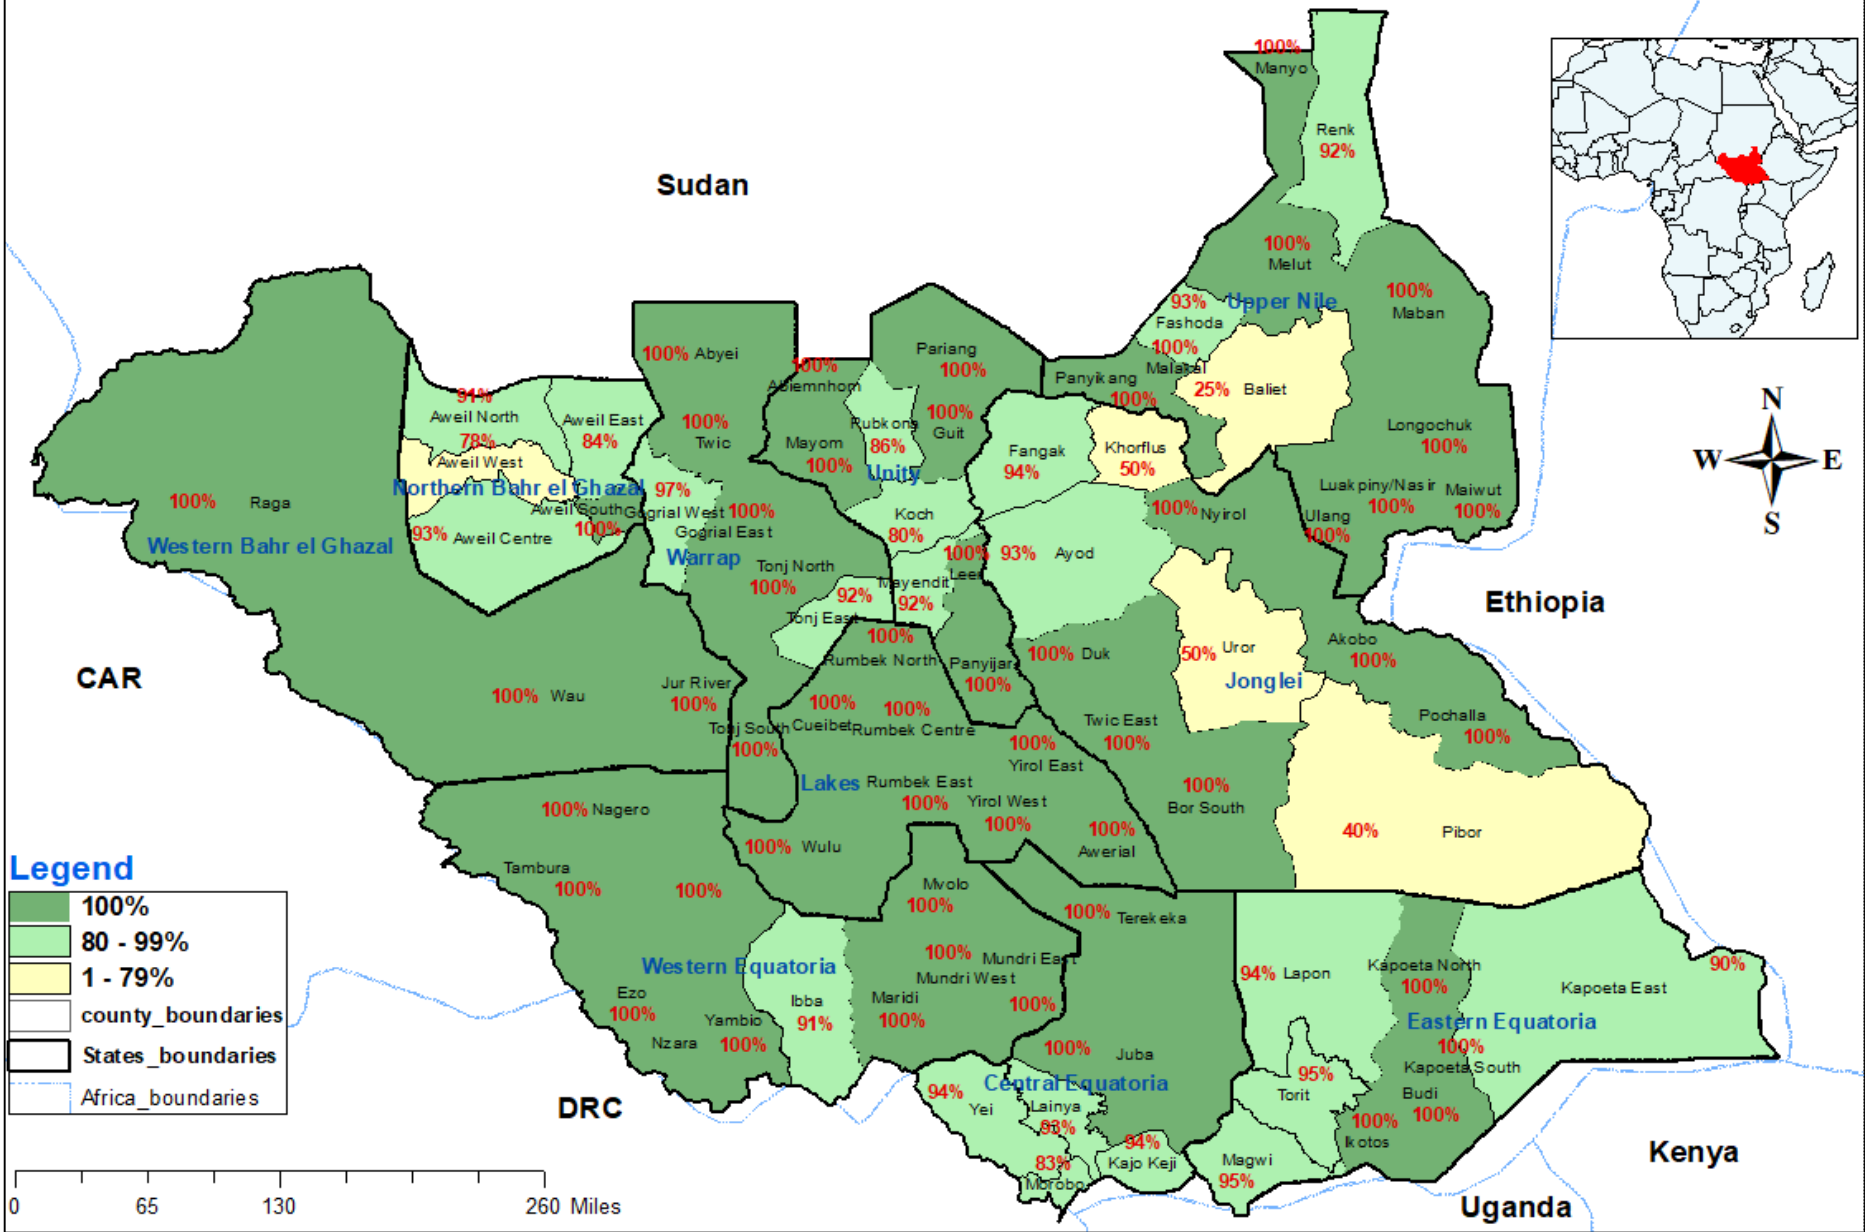 100%
Manyo
Renk
92%
Sudan
100%
Melut
93%
Fashoda
Upper Nile
100%
Maban
100%
Malakal
100% Abyei
100%
Abiemnhom
Pariang
100%
Panyikang
100%
25%
Baliet
91%
Aweil North
78%
Aweil West
Aweil East
84%
100%
Twic
Mayom
100%
Rubkona
86%
100%
Guit
Unity
Fangak
94%
Khorflus
50%
Longochuk
100%
N
W
E
S
Northern Bahr el Ghazal
97%
Gogrial West
100%
Gogrial East
Aweil South
100%
93% Aweil Centre
100% Raga
Western Bahr el Ghazal
Warrap
Koch
80%
100%
Leer
93% Ayod
100% Nyirol
Luakpiny/Nasir
100%
Maiwut
100%
Ulang
100%
Tonj North
100%
92%
Tonj East
Mayendit
92%
Ethiopia
100%
Rumbek North
Panyijar
100%
100% Duk
50% Uror
Jonglei
Akobo
100%
CAR
100% Wau
Jur River
100%
Tonj South
100%
100%
Cueibet
100%
Rumbek Centre
100%
Yirol East
Twic East
100%
Pochalla
100%
Lakes
Rumbek East
100%
Yirol West
100%
100%
Bor South
40%
Pibor
100% Nagero
100% Wulu
100%
Awerial
Legend
100%
80 - 99%
1 - 79%
county_boundaries
States_boundaries
Africa_boundaries
Tambura
100%
100%
Mvolo
100%
100% Terekeka
Western Equatoria
100%
Mundri East
Mundri West
100%
94% Lapon
Kapoeta North
100%
90%
Kapoeta East
Ezo
100%
Nzara
Yambio
100%
Ibba
91%
Maridi
100%
100%
Juba
Eastern Equatoria
100%
Kapoeta South
Central Equatoria
94%
Yei
Lainya
93%
95%
Torit
Budi
100%
100%
Ikotos
DRC
83%
Morobo
94%
Kajo Keji
Magwi
95%
Kenya
Uganda
0
65
130
260 Miles